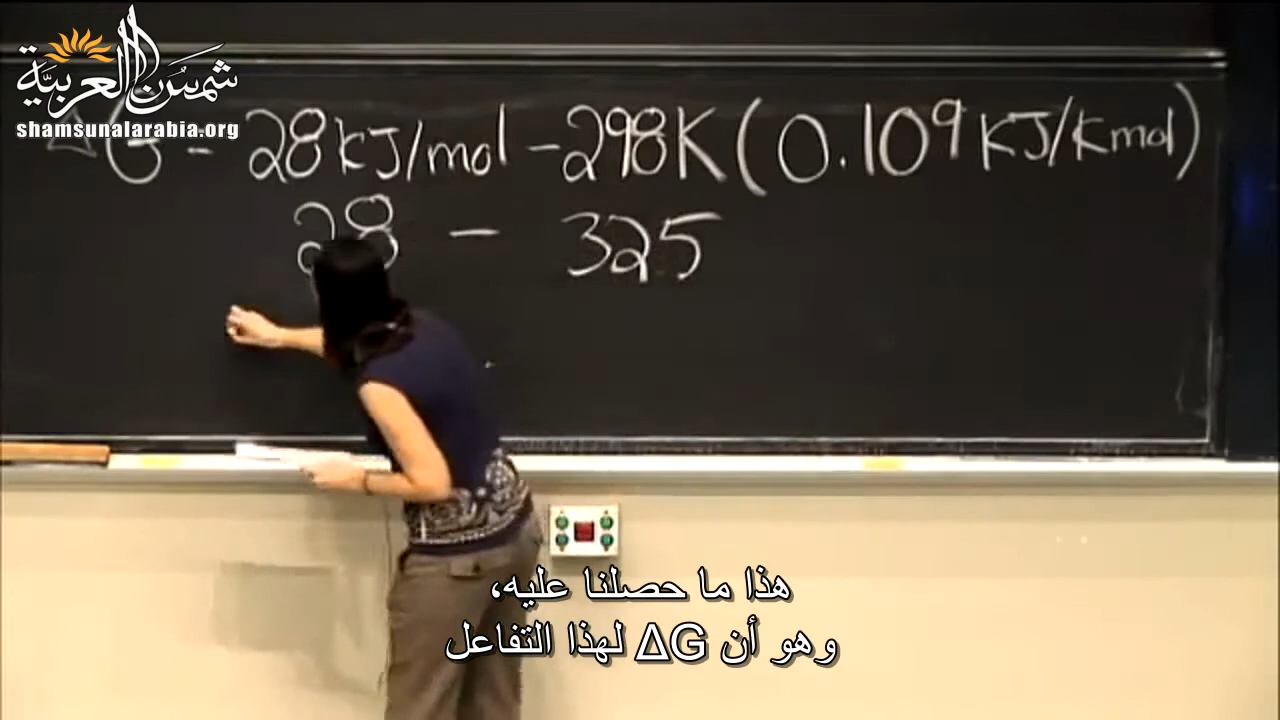 شمس العربية
shamsunalarabia.org
ΔG = 28 kJ/mol - 298K (0.109 kJ/Kmol)
28 - 325
هذا ما حصلنا عليه،
وهو أن ΔG لهذا التفاعل